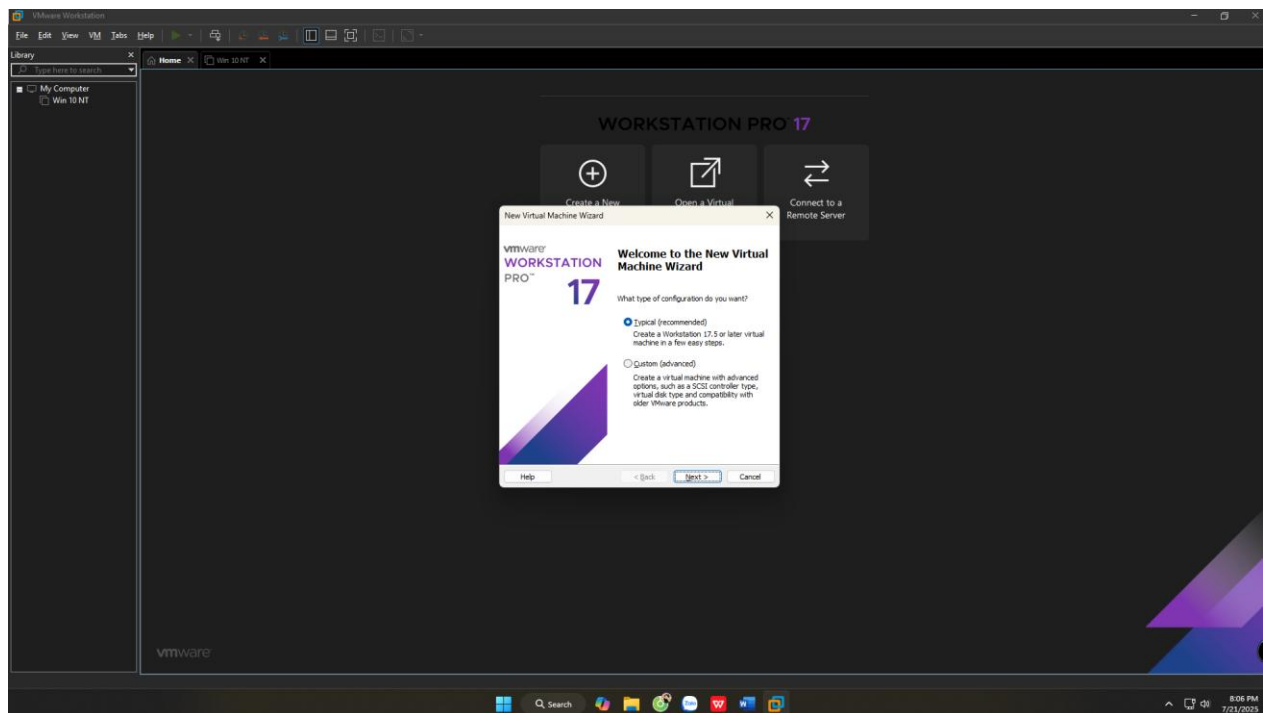 VMware Workstation
File Edit View VM Tabs Help
Library
Type here to search
My Computer
Win 10 NT
Home
Win 10 NT
WORKSTATION PRO 17
Create a New
Open a Virtual
Connect to a
Remote Server
New Virtual Machine Wizard
vmware
WORKSTATION
PRO™
17
Welcome to the New Virtual
Machine Wizard
What type of configuration do you want?
Typical (recommended)
Create a Workstation 17.5 or later virtual
machine in a few easy steps.
Custom (advanced)
Create a virtual machine with advanced
options, such as a SCSI controller type,
virtual disk type and compatibility with
older VMware products.
Help
< Back
Next >
Cancel
vmware
Search
Zalo
W
W
8:06 PM
7/21/2025